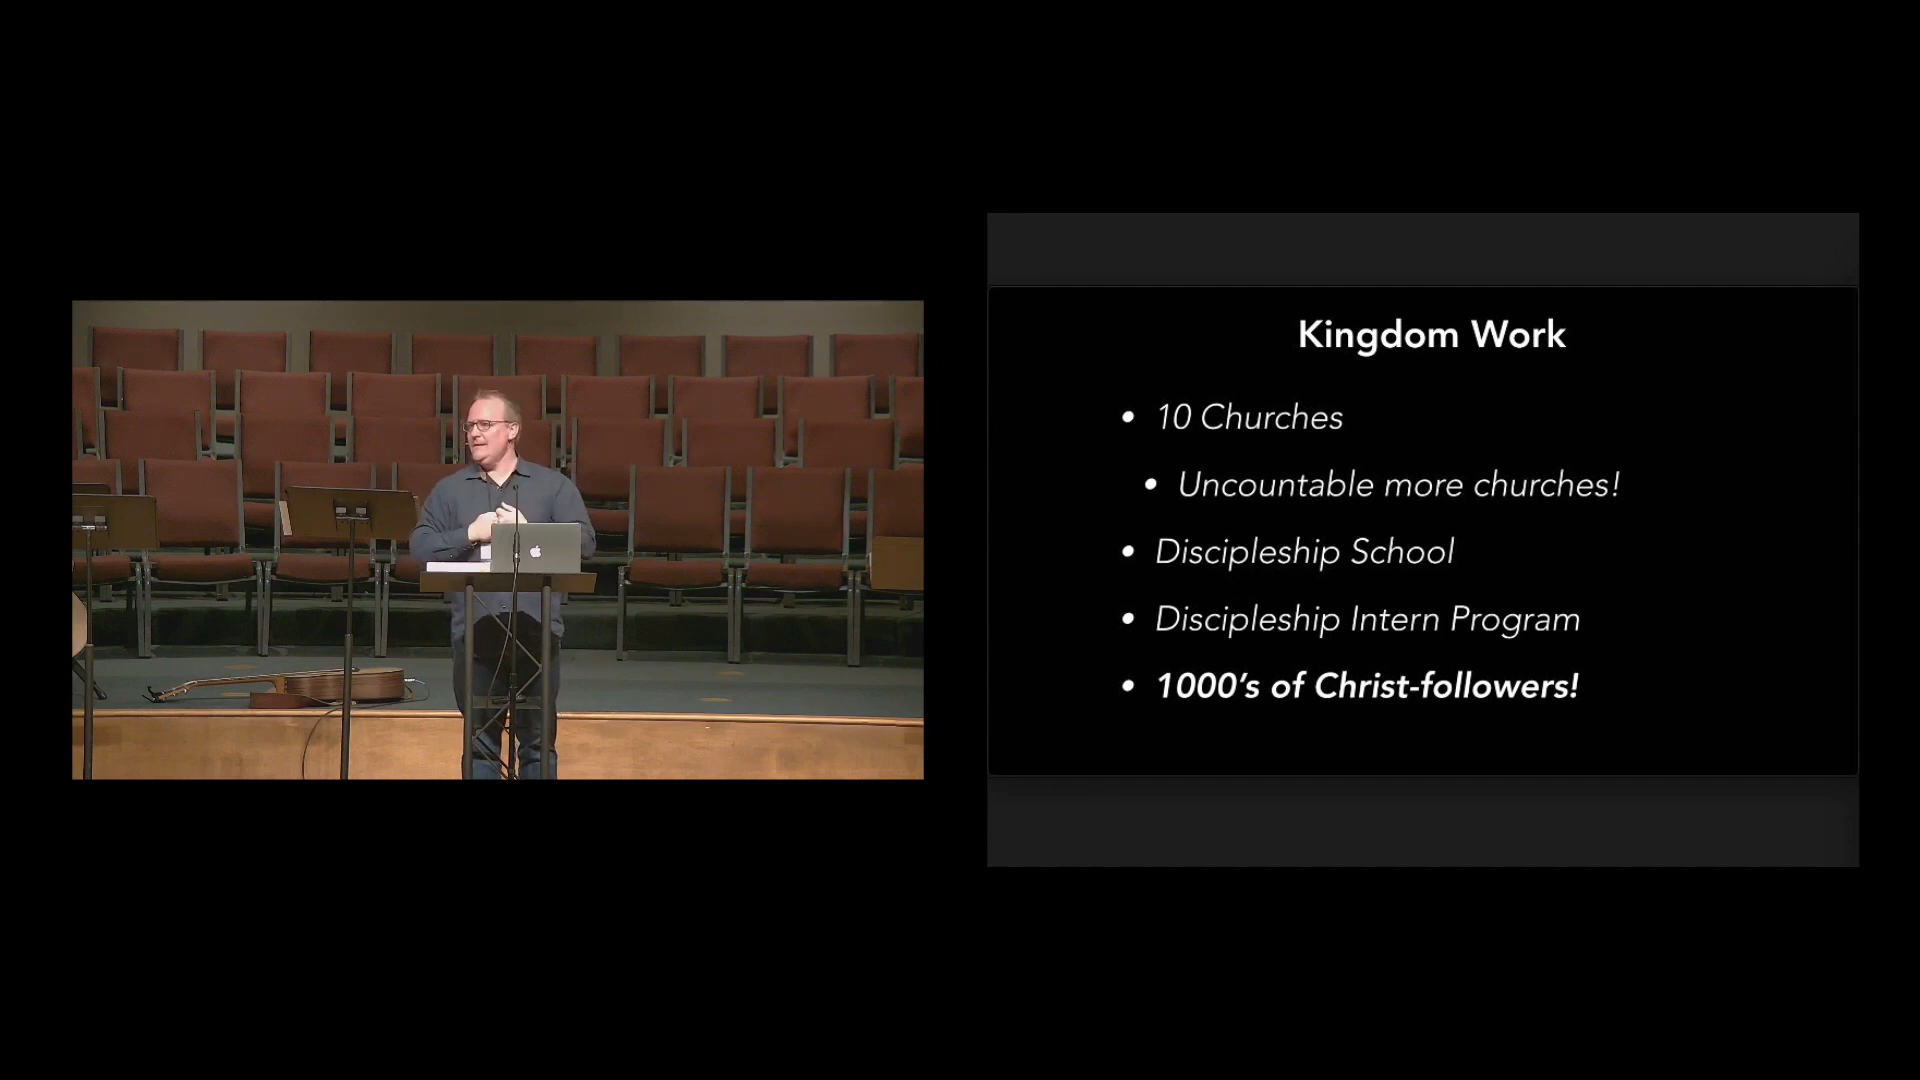 Kingdom Work
• 10 Churches
• Uncountable more churches!
• Discipleship School
• Discipleship Intern Program
• 1000’s of Christ-followers!